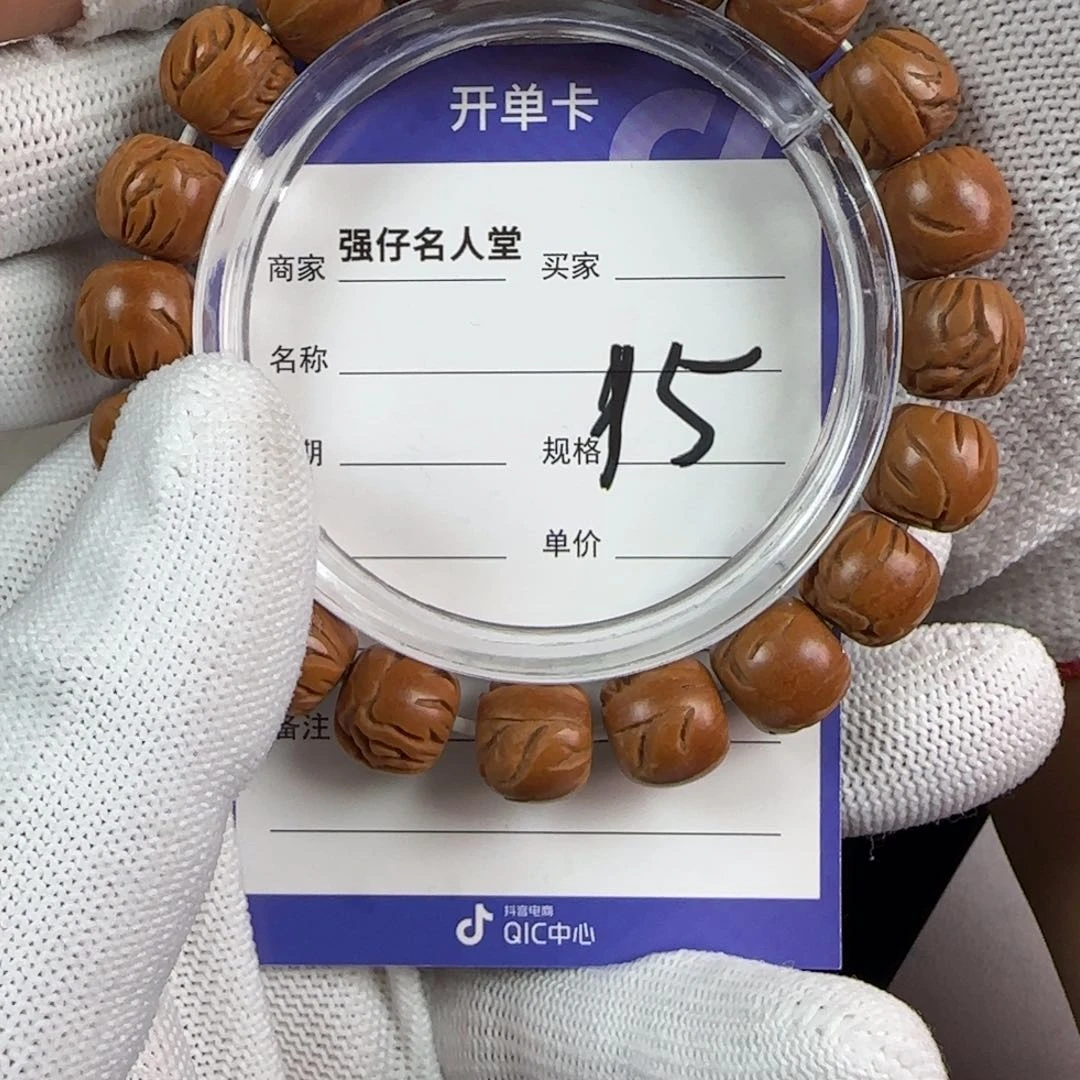 开单卡
商家 强仔名人堂 买家
名称
期 规格 15
单价
备注
抖音电商
QIC中心